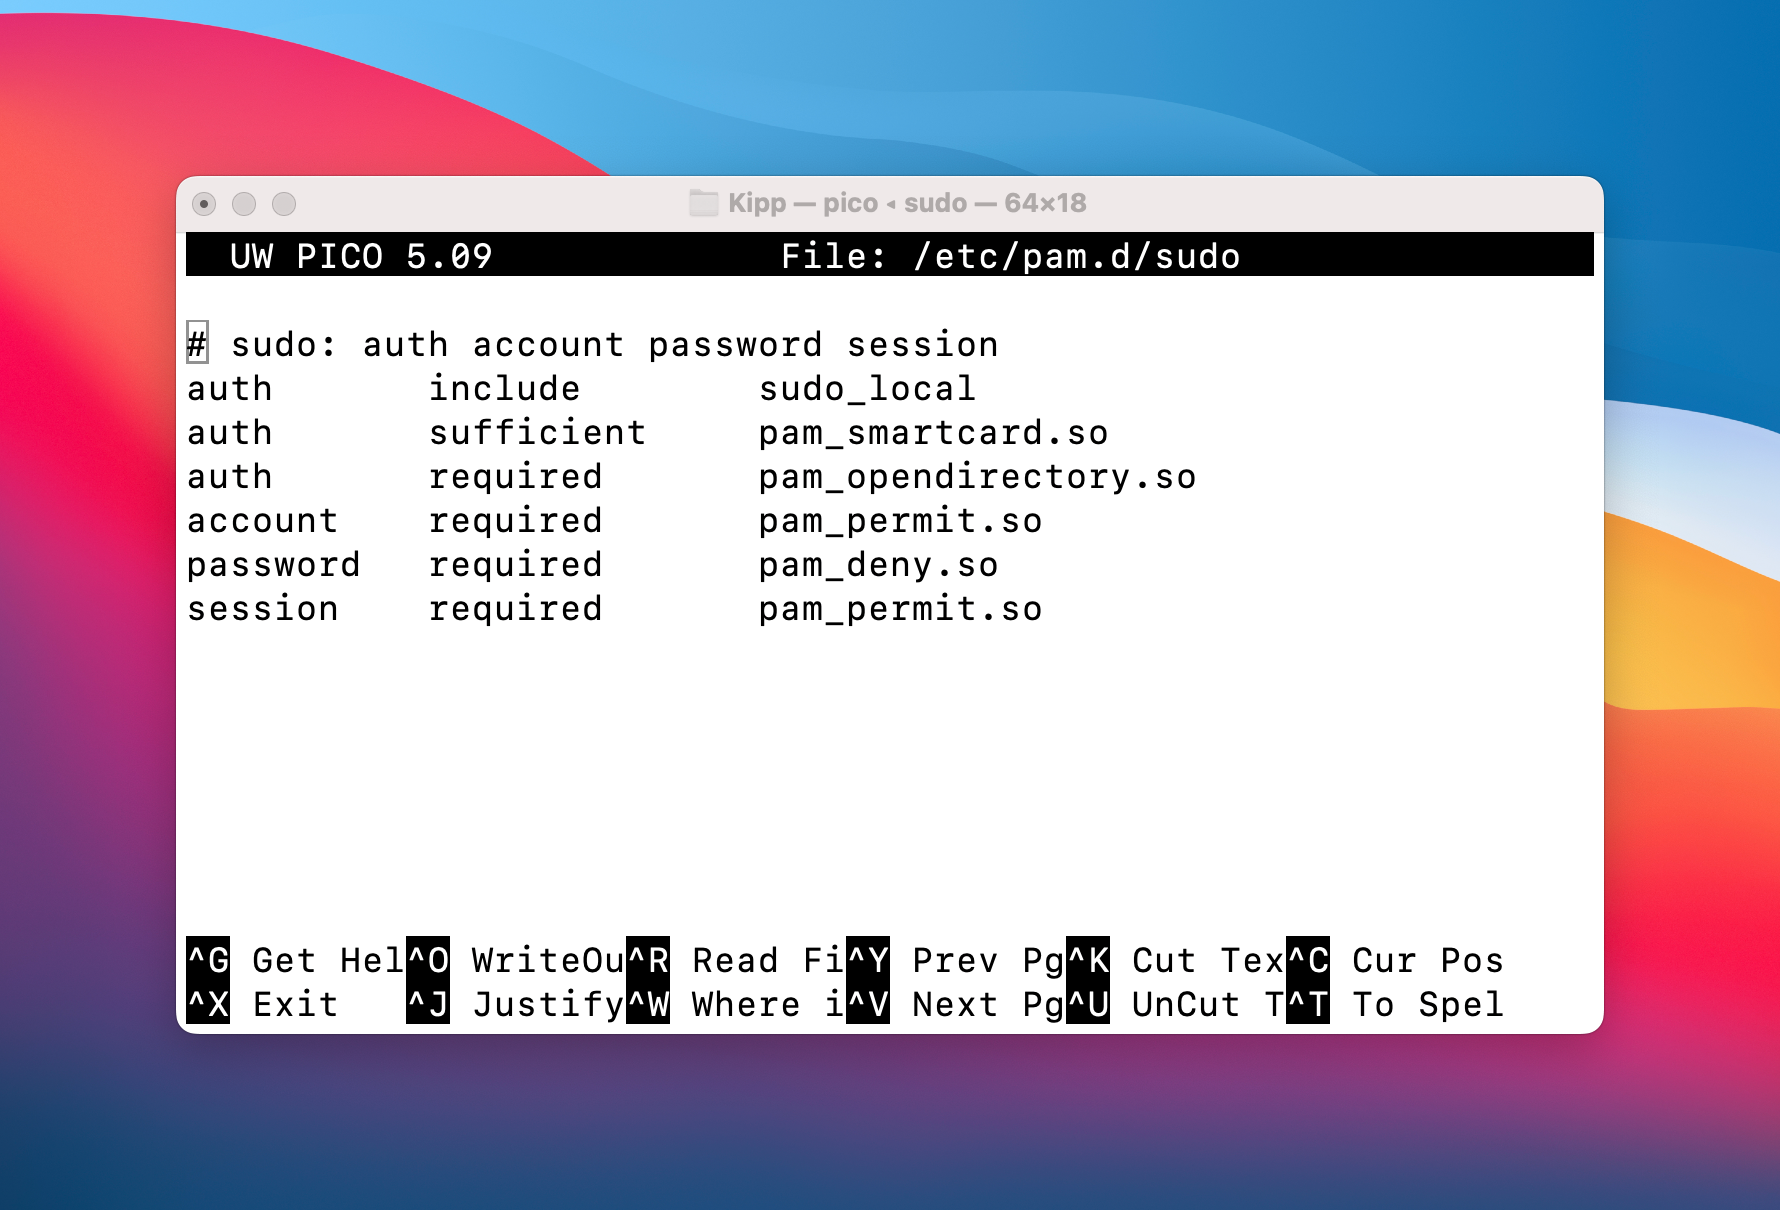 Kipp — pico ◂ sudo — 64×18
UW PICO 5.09 File: /etc/pam.d/sudo
# sudo: auth account password session
auth include sudo_local
auth sufficient pam_smartcard.so
auth required pam_opendirectory.so
account required pam_permit.so
password required pam_deny.so
session required pam_permit.so
^G Get Hel^O WriteOu^R Read Fi^Y Prev Pg^K Cut Tex^C Cur Pos
^X Exit ^J Justify^W Where i^V Next Pg^U UnCut T^T To Spel